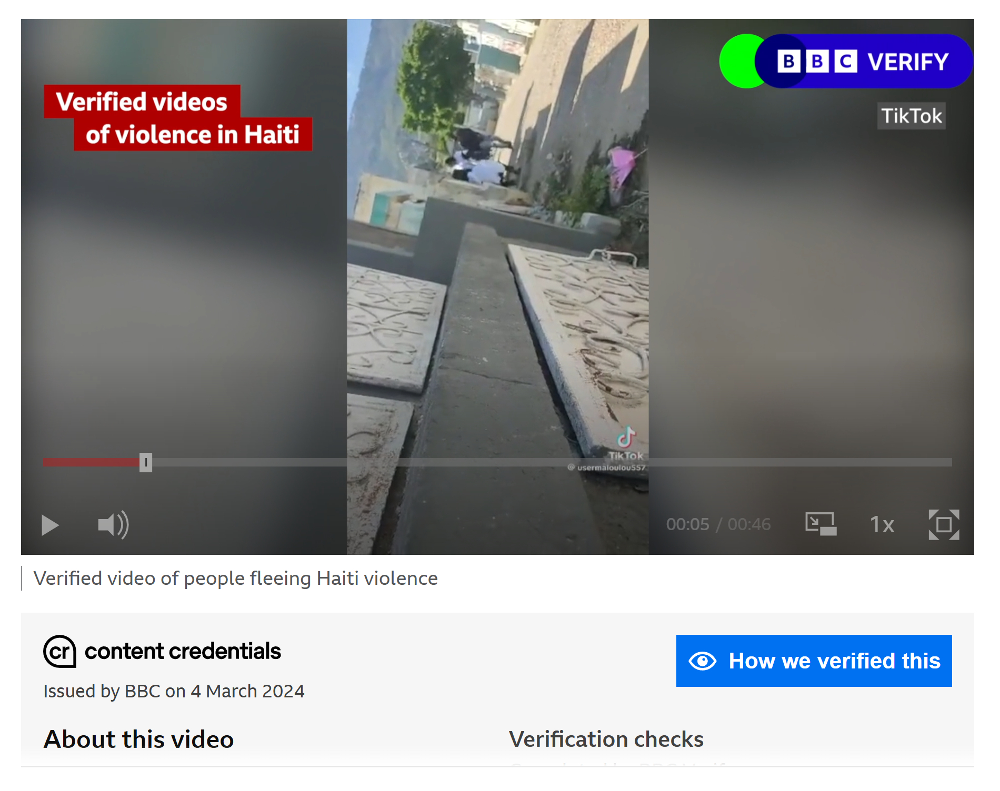 BBC VERIFY
Verified videos
of violence in Haiti
TikTok
TikTok
@usermaloulou557
00:05 / 00:46
1x
Verified video of people fleeing Haiti violence
cr content credentials
How we verified this
Issued by BBC on 4 March 2024
About this video
Verification checks